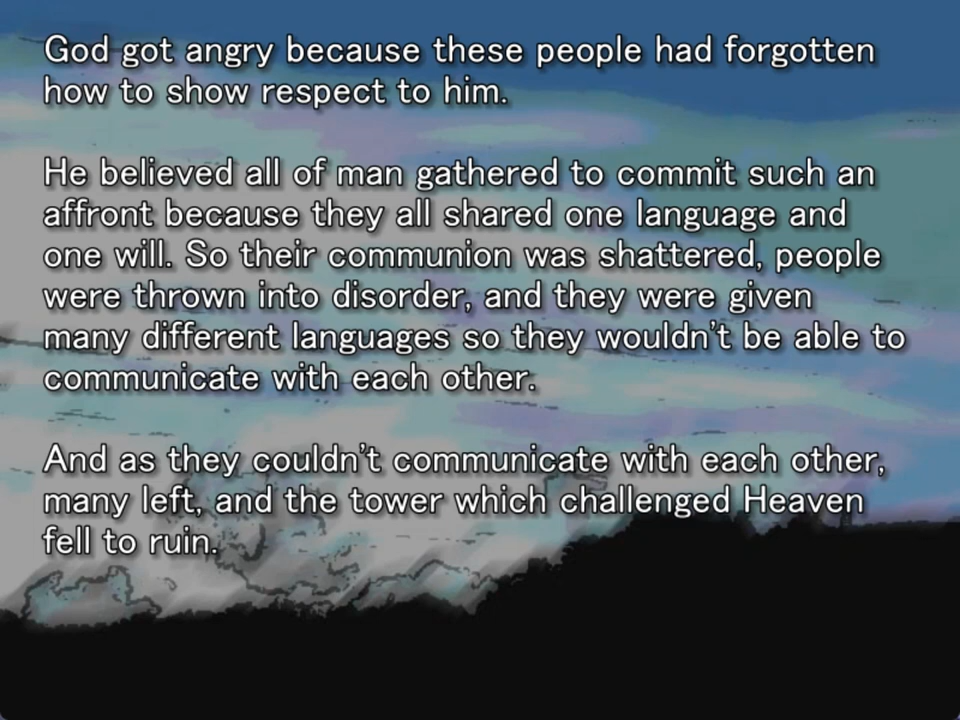 God got angry because these people had forgotten
how to show respect to him.
He believed all of man gathered to commit such an
affront because they all shared one language and
one will. So their communion was shattered, people
were thrown into disorder, and they were given
many different languages so they wouldn't be able to
communicate with each other.
And as they couldn't communicate with each other,
many left, and the tower which challenged Heaven
fell to ruin.